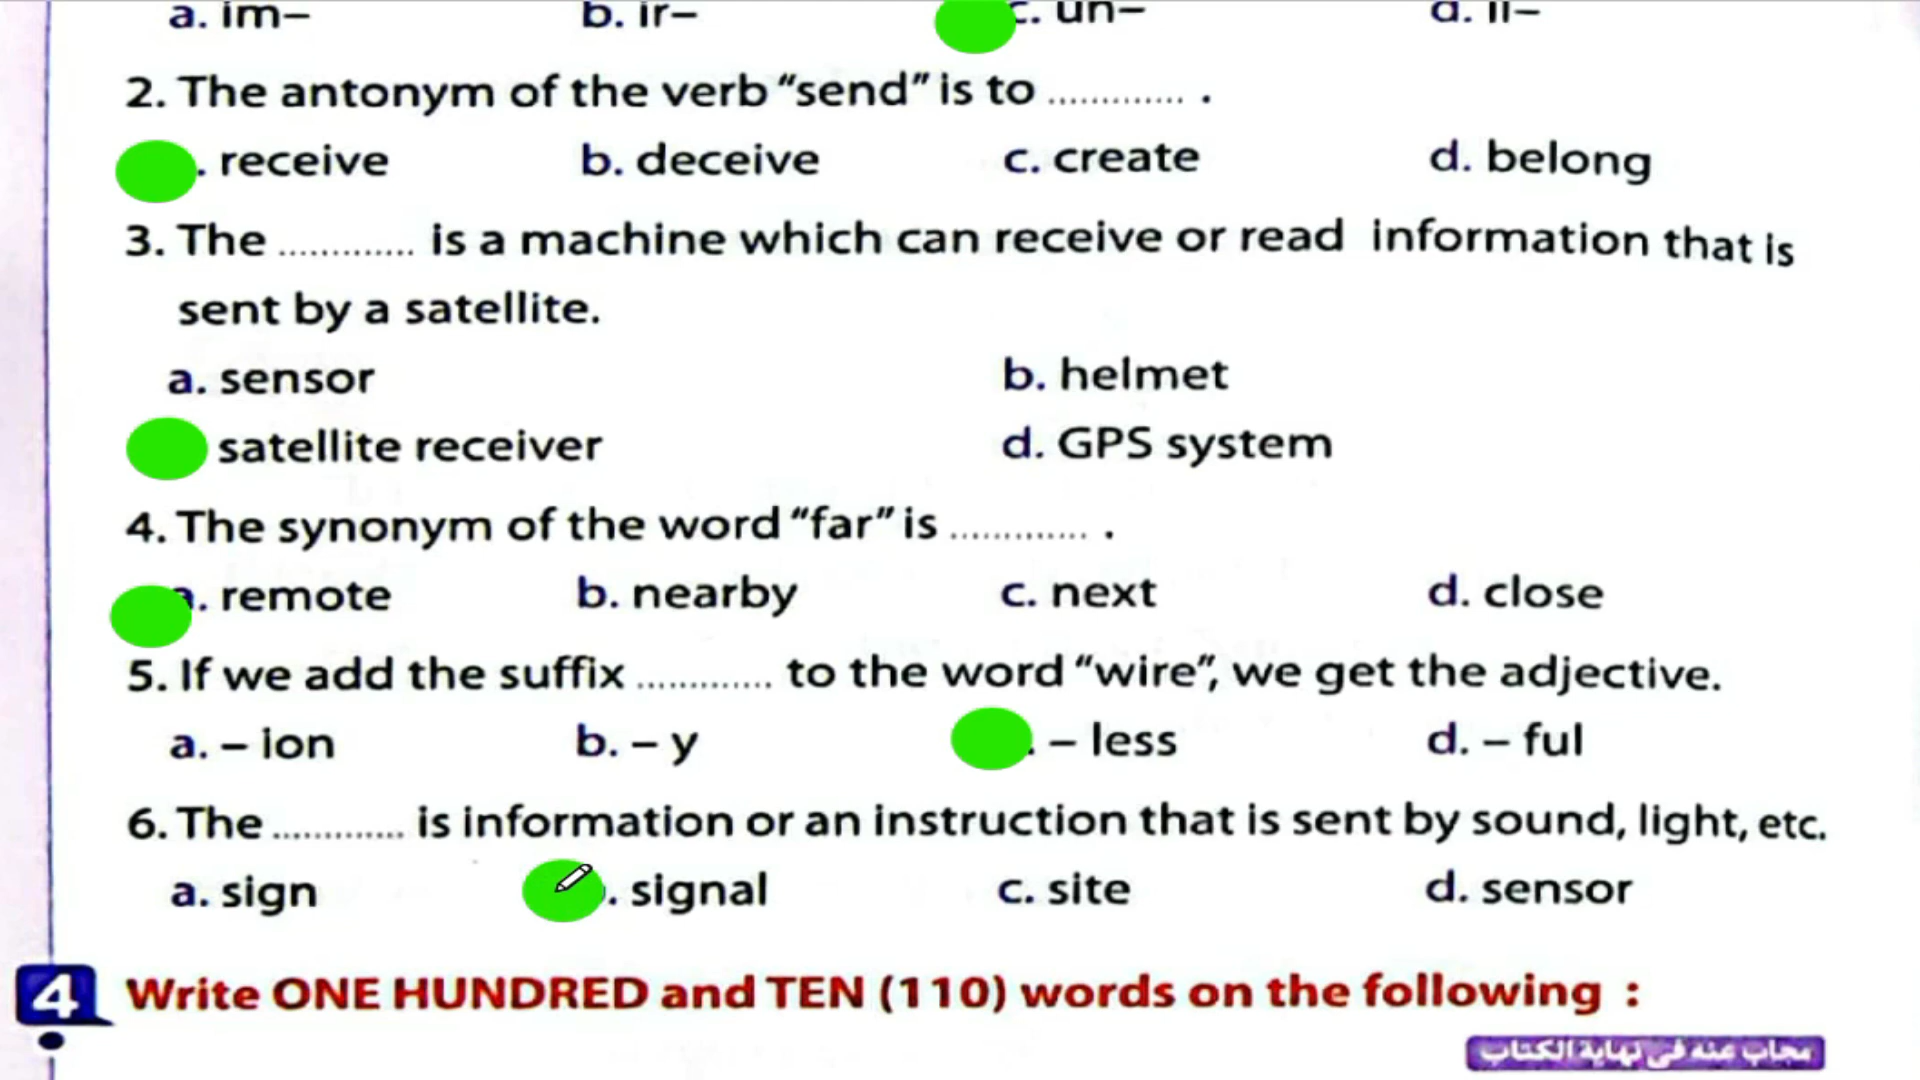 a. im– b. ir– c. un– d. il–
2. The antonym of the verb “send” is to ............. .
. receive b. deceive c. create d. belong
3. The ............. is a machine which can receive or read information that is
sent by a satellite.
a. sensor b. helmet
satellite receiver d. GPS system
4. The synonym of the word “far” is ............. .
a. remote b. nearby c. next d. close
5. If we add the suffix ............. to the word “wire”, we get the adjective.
a. – ion b. – y . – less d. – ful
6. The ............. is information or an instruction that is sent by sound, light, etc.
a. sign . signal c. site d. sensor
4 Write ONE HUNDRED and TEN (110) words on the following :
مجاب عنه فى نهاية الكتاب